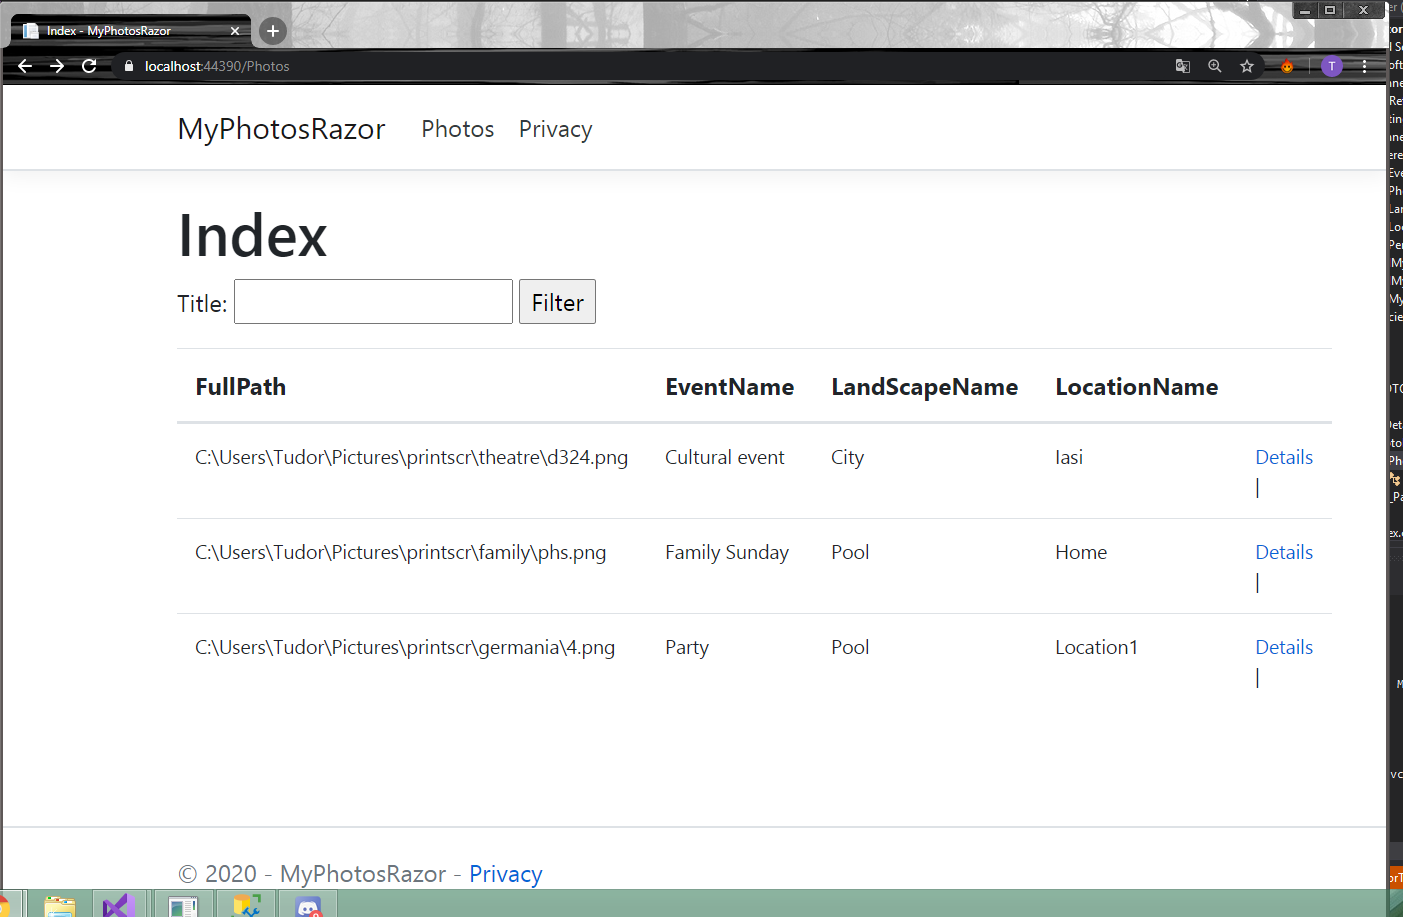 Index - MyPhotosRazor
localhost:44390/Photos
T
MyPhotosRazor Photos Privacy
Index
Title: Filter
FullPath EventName LandScapeName LocationName
C:\Users\Tudor\Pictures\printscr\theatre\d324.png Cultural event City Iasi Details
|
C:\Users\Tudor\Pictures\printscr\family\phs.png Family Sunday Pool Home Details
|
C:\Users\Tudor\Pictures\printscr\germania\4.png Party Pool Location1 Details
|
© 2020 - MyPhotosRazor - Privacy